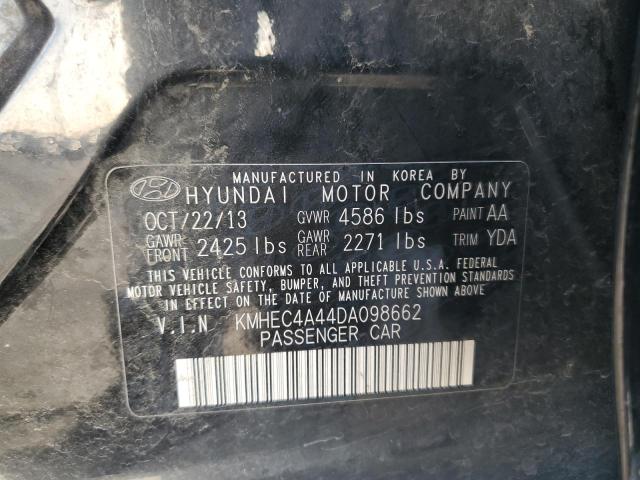 MANUFACTURED IN KOREA BY
HYUNDAI MOTOR COMPANY
OCT/22/13 GVWR 4586 lbs PAINT AA
GAWR FRONT 2425 lbs GAWR REAR 2271 lbs TRIM YDA
THIS VEHICLE CONFORMS TO ALL APPLICABLE U.S.A. FEDERAL
MOTOR VEHICLE SAFETY, BUMPER, AND THEFT PREVENTION STANDARDS
IN EFFECT ON THE DATE OF MANUFACTURE SHOWN ABOVE.
V.I.N KMHEC4A44DA098662
PASSENGER CAR